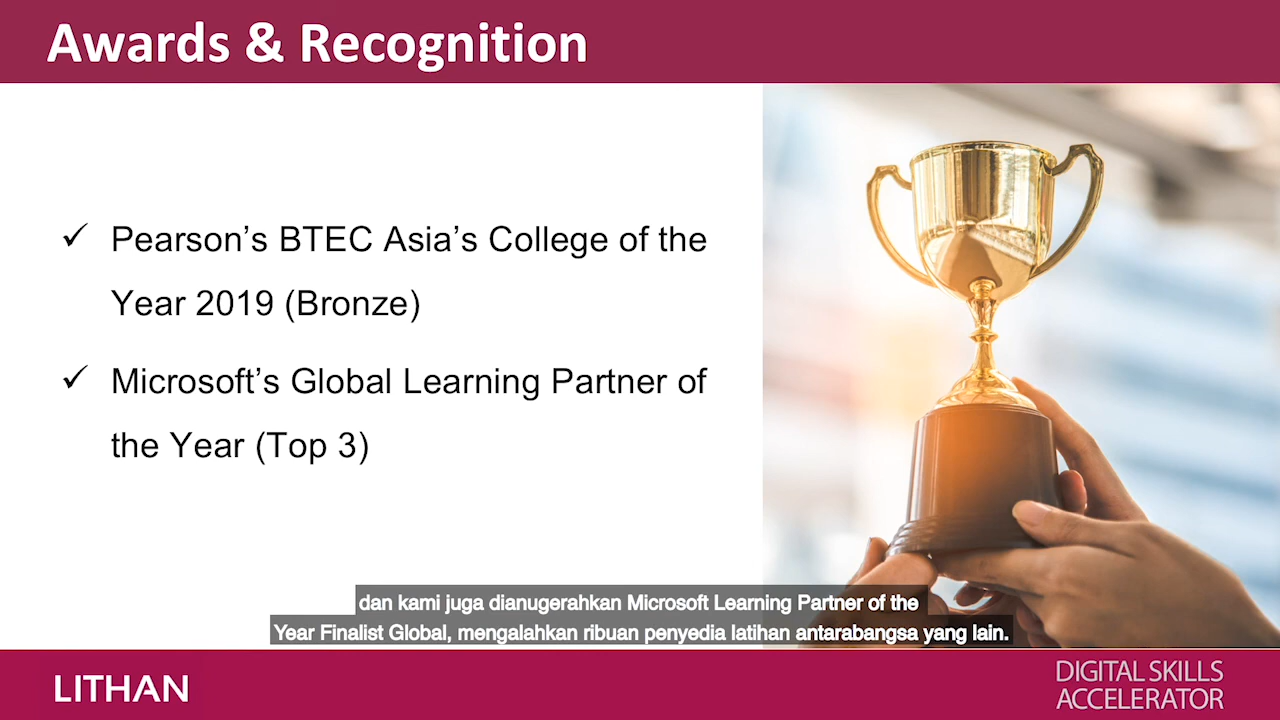 Awards & Recognition
✓ Pearson’s BTEC Asia’s College of the
Year 2019 (Bronze)
✓ Microsoft’s Global Learning Partner of
the Year (Top 3)
dan kami juga dianugerahkan Microsoft Learning Partner of the
Year Finalist Global, mengalahkan ribuan penyedia latihan antarabangsa yang lain.
LITHAN
DIGITAL SKILLS
ACCELERATOR